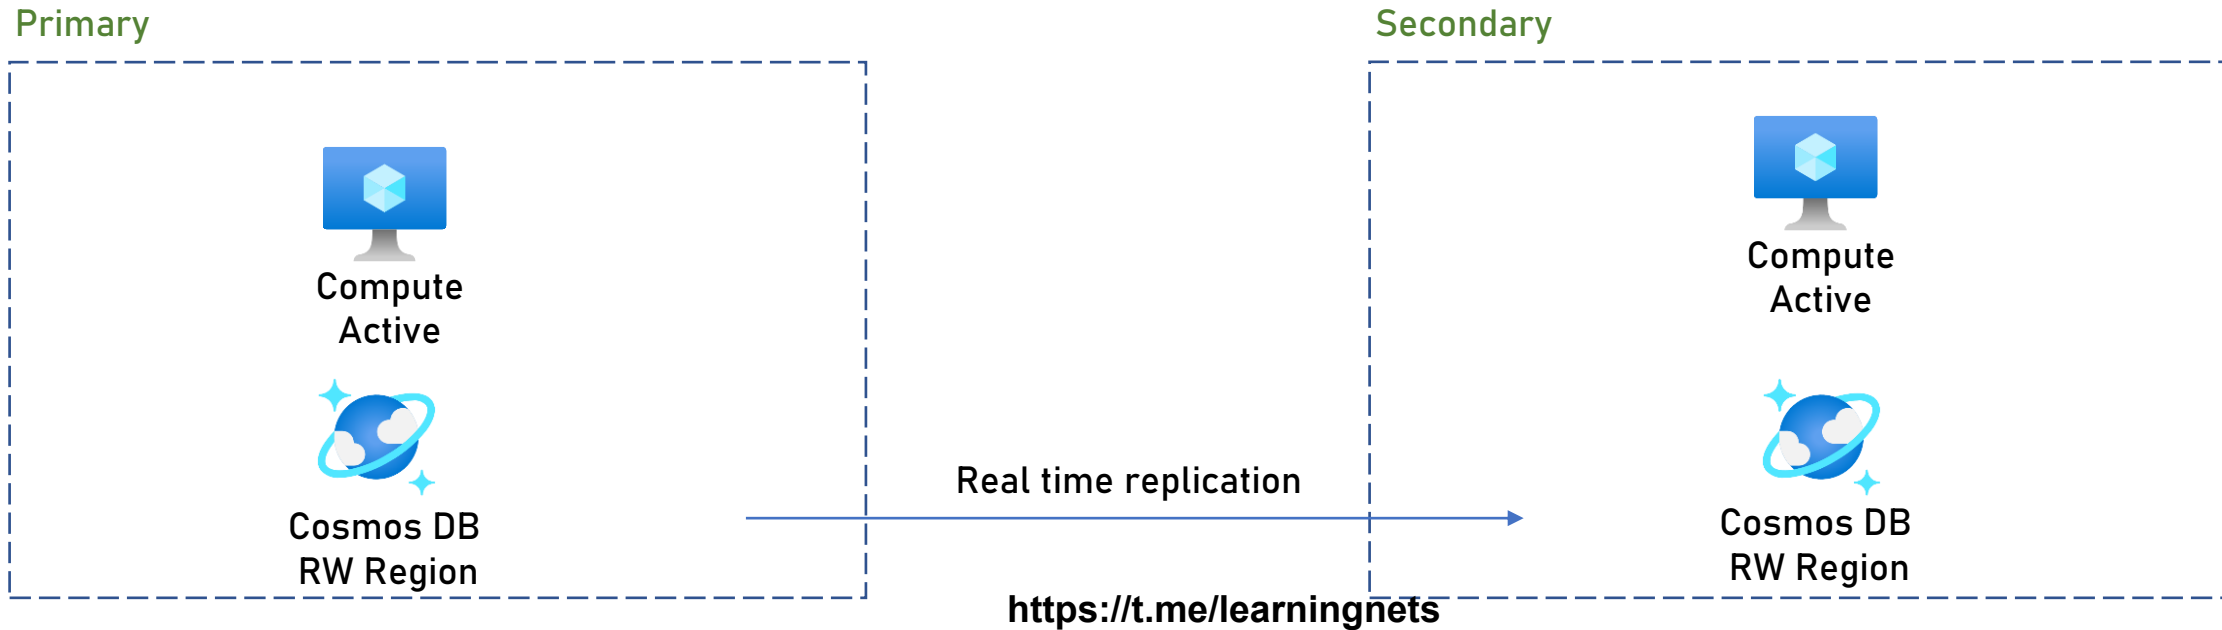 Primary
Secondary
Compute
Active
Compute
Active
Real time replication
Cosmos DB
RW Region
Cosmos DB
RW Region
https://t.me/learningnets